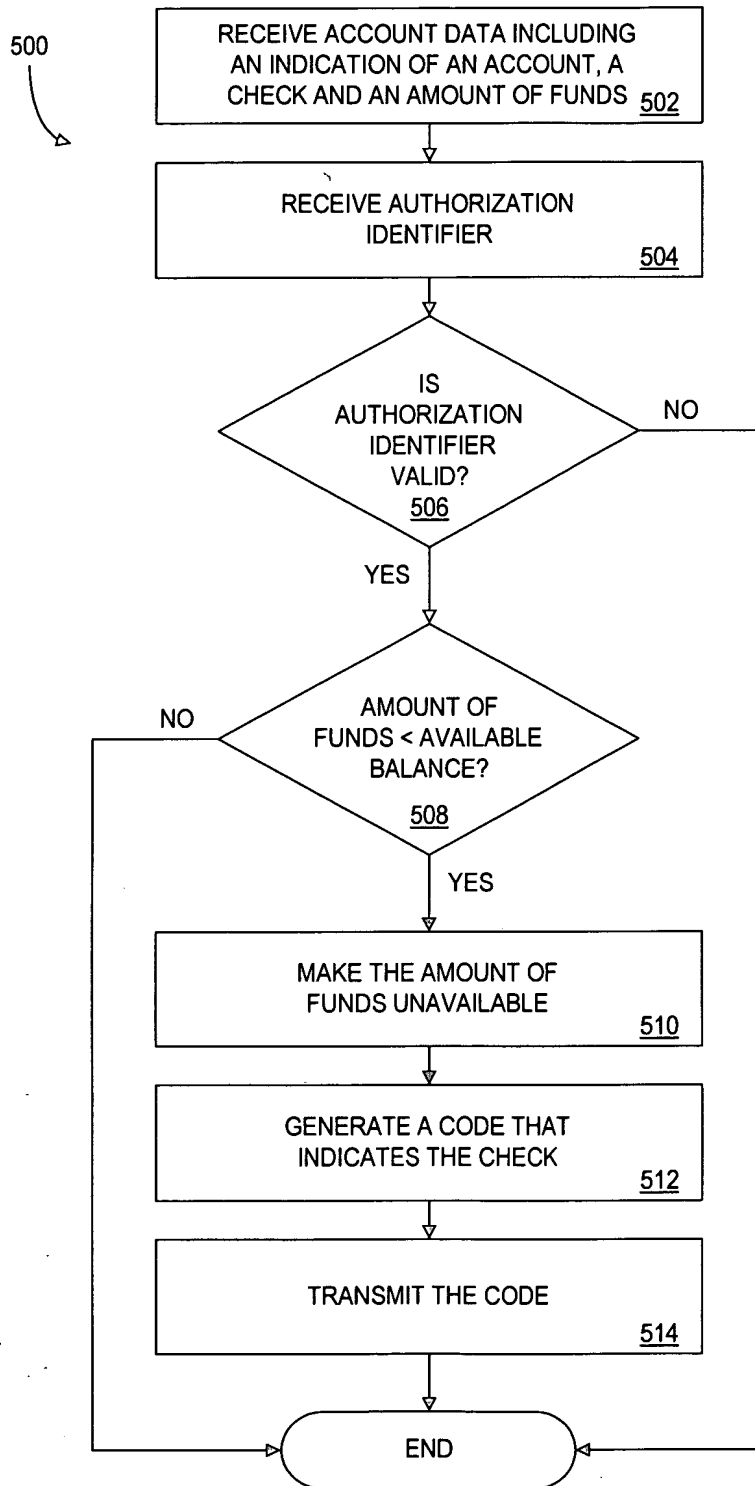 500
RECEIVE ACCOUNT DATA INCLUDING
AN INDICATION OF AN ACCOUNT, A
CHECK AND AN AMOUNT OF FUNDS
502
RECEIVE AUTHORIZATION
IDENTIFIER
504
IS
AUTHORIZATION
IDENTIFIER
VALID?
506
NO
YES
AMOUNT OF
FUNDS < AVAILABLE
BALANCE?
508
NO
YES
MAKE THE AMOUNT OF
FUNDS UNAVAILABLE
510
GENERATE A CODE THAT
INDICATES THE CHECK
512
TRANSMIT THE CODE
514
END